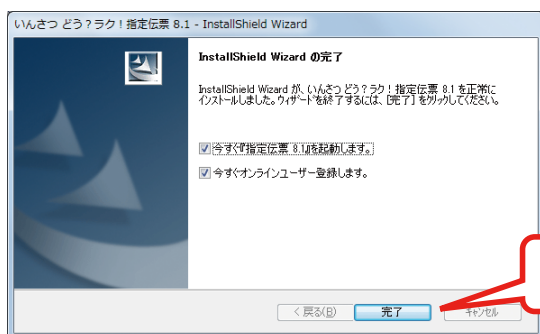 いんさつ どう？ラク！指定伝票 8.1 - InstallShield Wizard
InstallShield Wizard の完了
InstallShield Wizard が、いんさつ どう？ラク！指定伝票 8.1 を正常に
インストールしました。ウィザードを終了するには、[完了] をクリックしてください。
今すぐ『指定伝票 8.1』を起動します。
今すぐオンラインユーザー登録します。
< 戻る(B)
完了
キャンセル